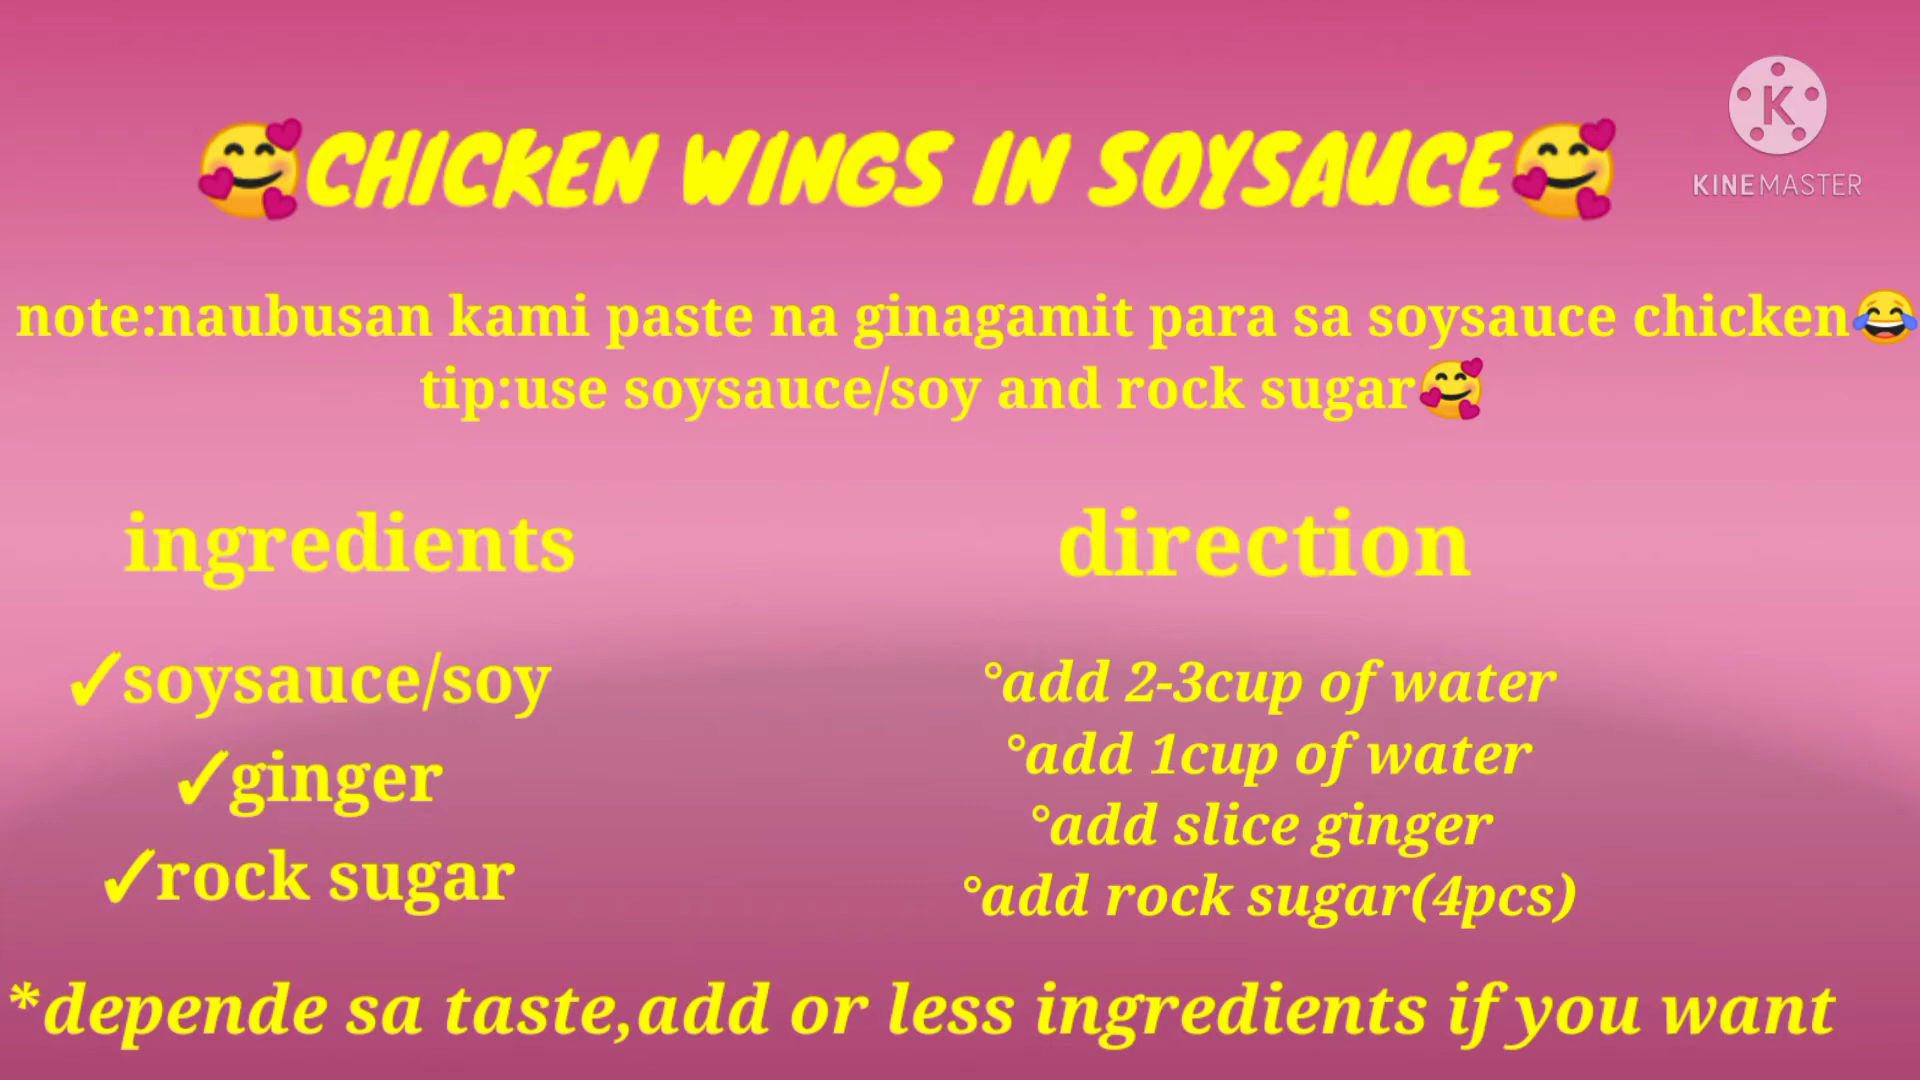 🥰CHICKEN WINGS IN SOYSAUCE🥰
K
KINEMASTER
note:naubusan kami paste na ginagamit para sa soysauce chicken😂
tip:use soysauce/soy and rock sugar🥰
ingredients
✓soysauce/soy
✓ginger
✓rock sugar
direction
°add 2-3cup of water
°add 1cup of water
°add slice ginger
°add rock sugar(4pcs)
*depende sa taste,add or less ingredients if you want